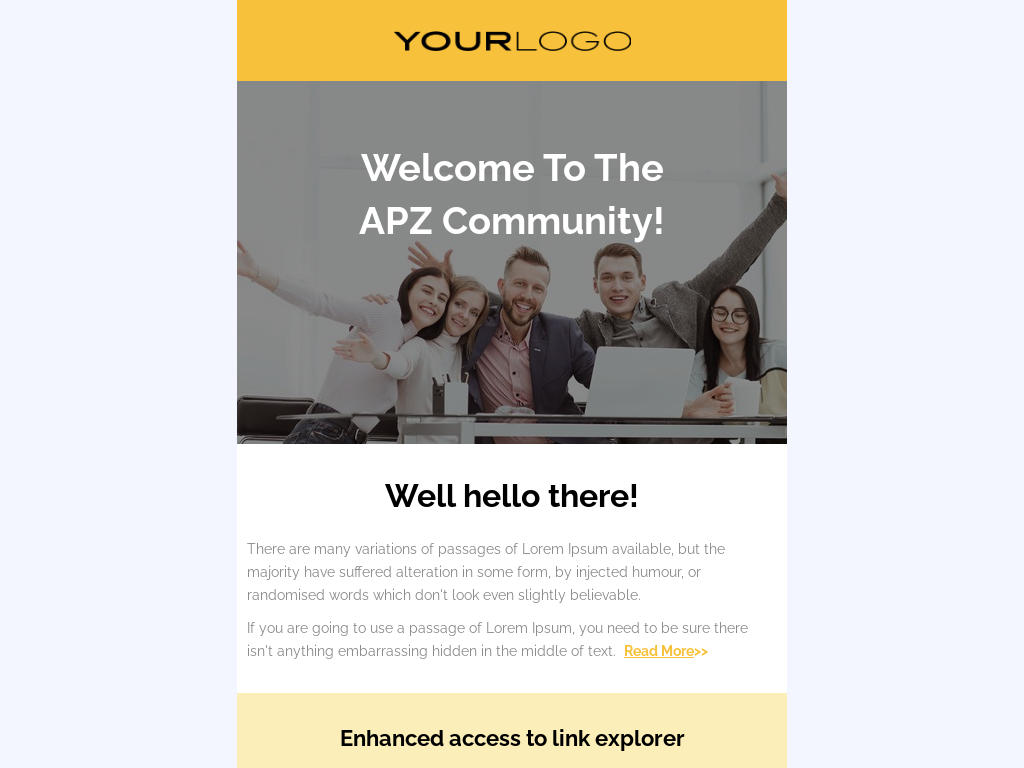 YOURLOGO
Welcome To The
APZ Community!
Well hello there!
There are many variations of passages of Lorem Ipsum available, but the
majority have suffered alteration in some form, by injected humour, or
randomised words which don't look even slightly believable.
If you are going to use a passage of Lorem Ipsum, you need to be sure there
isn't anything embarrassing hidden in the middle of text. Read More>>
Enhanced access to link explorer